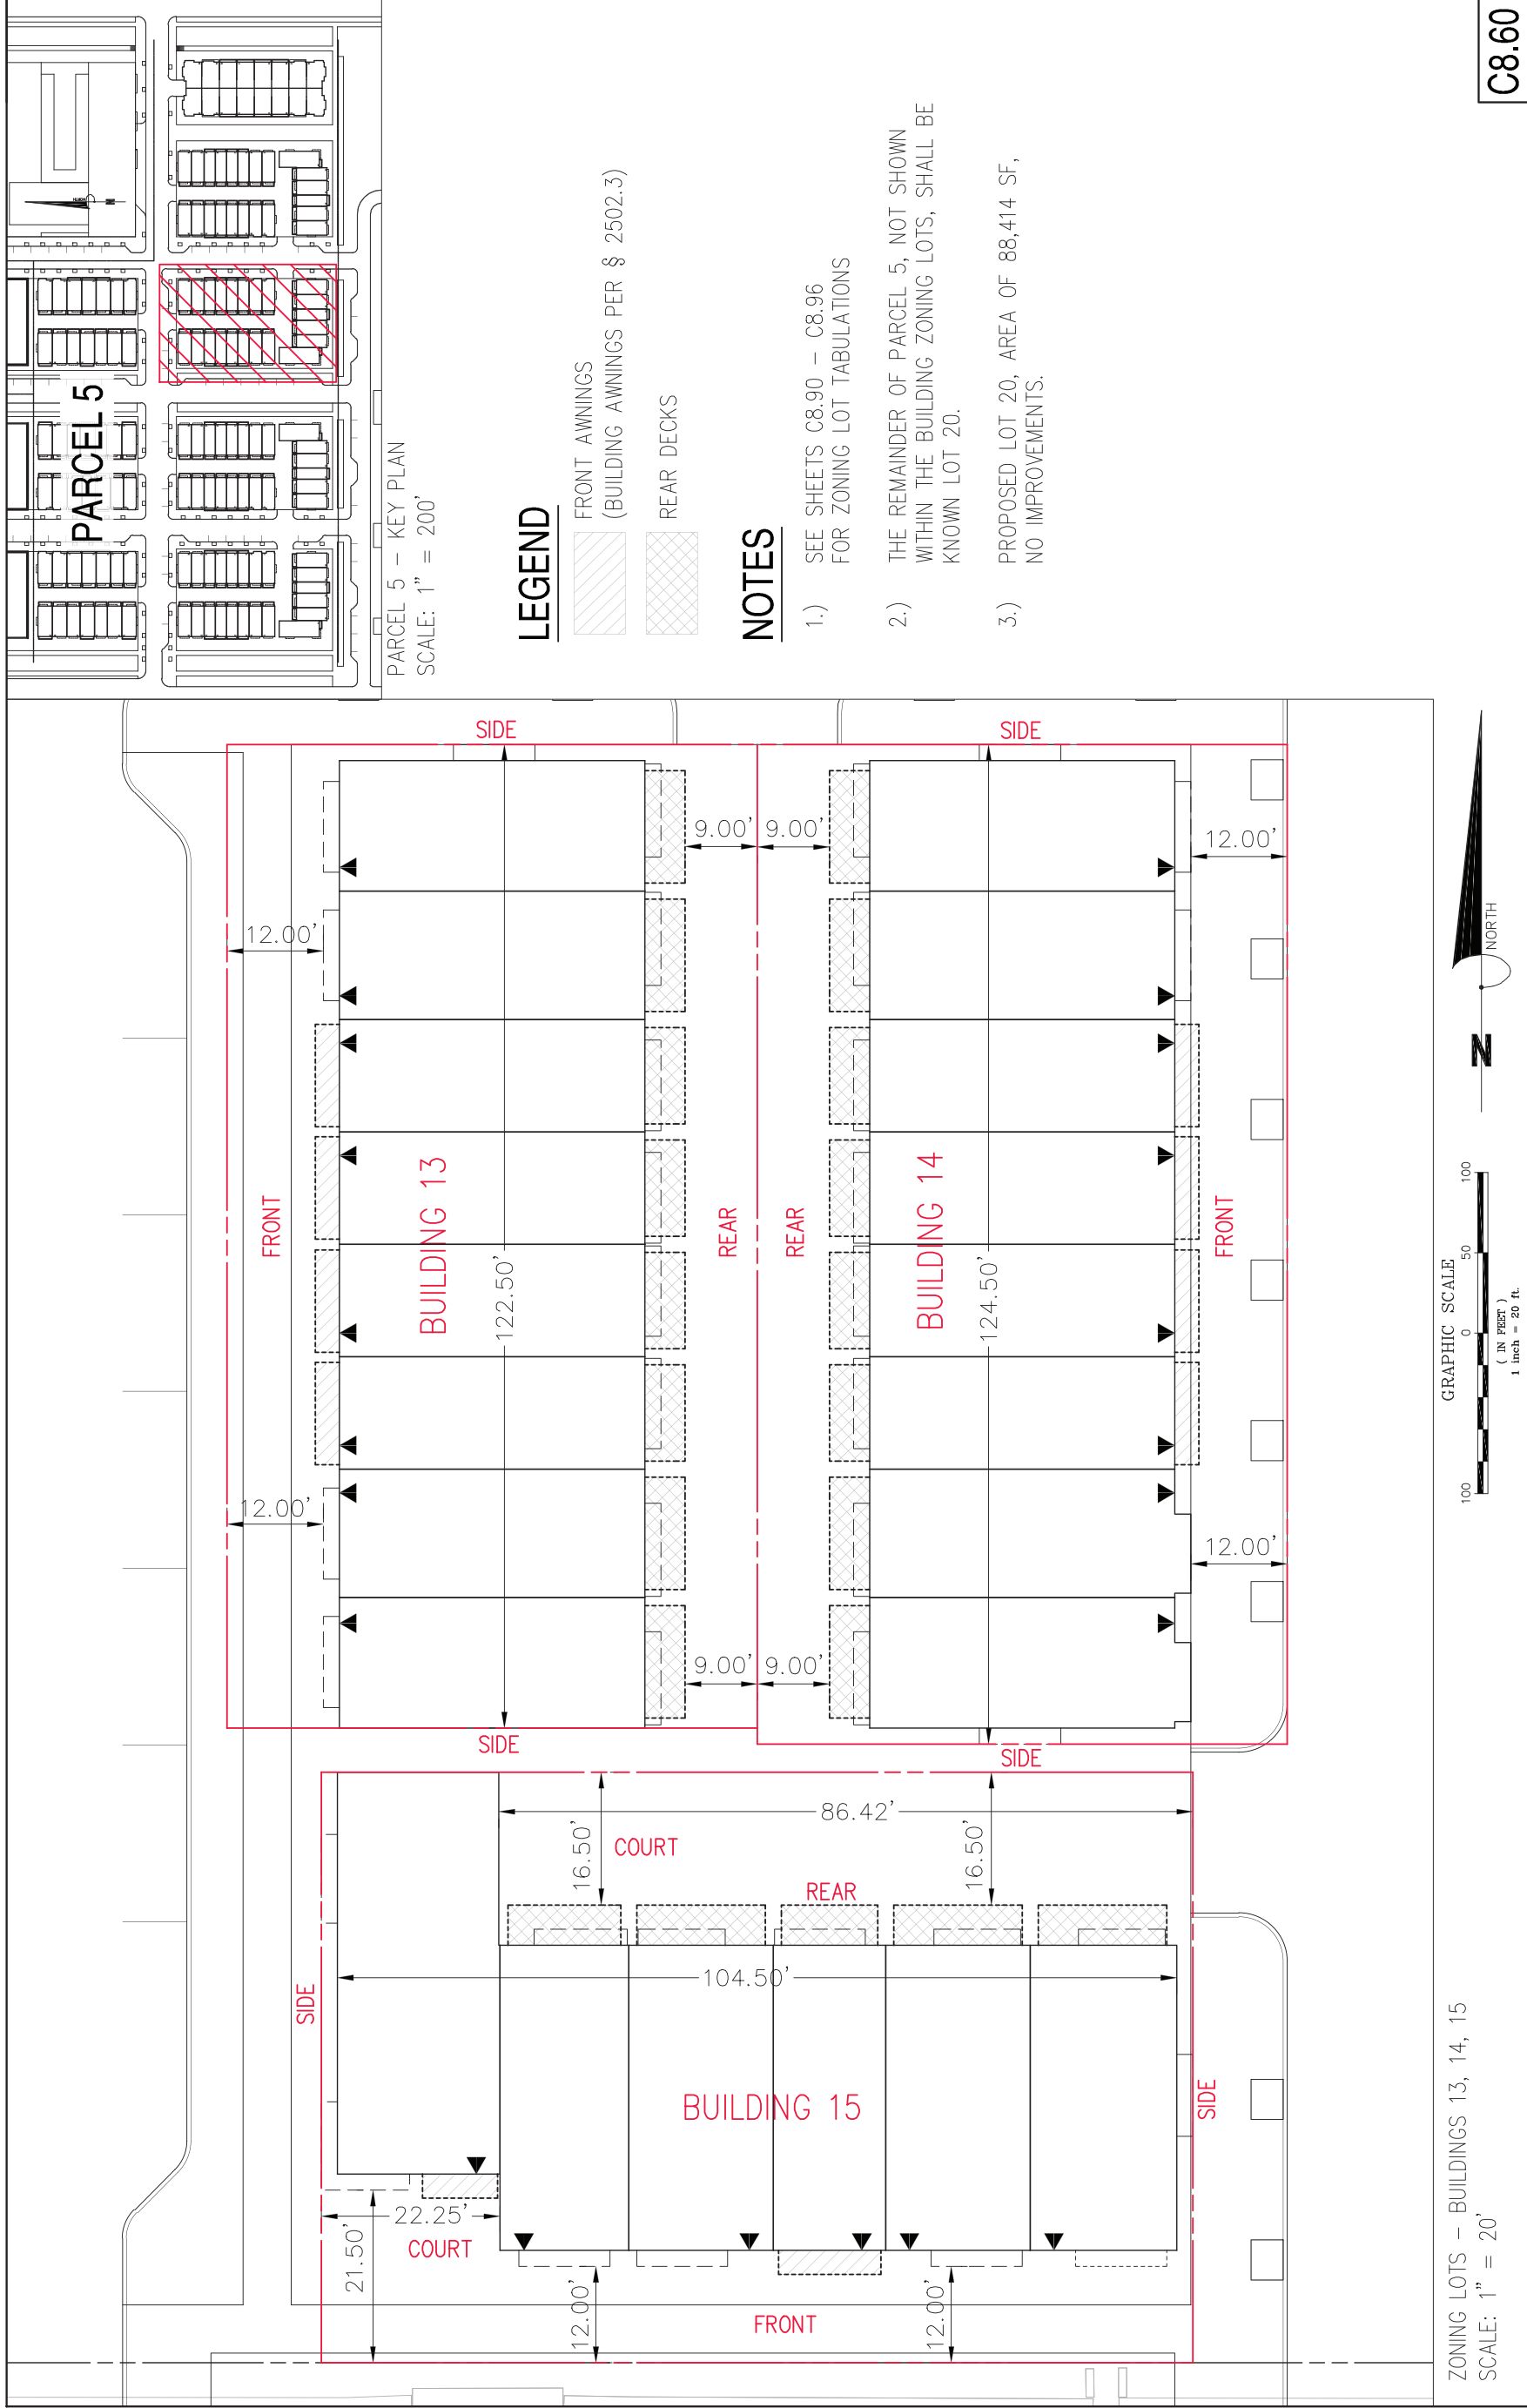 PARCEL 5
NORTH
N
PARCEL 5 – KEY PLAN
SCALE: 1" = 200'
LEGEND
FRONT AWNINGS
(BUILDING AWNINGS PER § 2502.3)
REAR DECKS
NOTES
1.) SEE SHEETS C8.90 – C8.96
FOR ZONING LOT TABULATIONS
2.) THE REMAINDER OF PARCEL 5, NOT SHOWN
WITHIN THE BUILDING ZONING LOTS, SHALL BE
KNOWN LOT 20.
3.) PROPOSED LOT 20, AREA OF 88,414 SF,
NO IMPROVEMENTS.
C8.60
SIDE
SIDE
12.00'
9.00'
9.00'
12.00'
FRONT
BUILDING 13
122.50'
REAR
REAR
BUILDING 14
124.50'
FRONT
12.00'
12.00'
9.00'
9.00'
SIDE
SIDE
86.42'
16.50'
COURT
16.50'
REAR
SIDE
104.50'
BUILDING 15
SIDE
22.25'
21.50'
COURT
12.00'
12.00'
FRONT
ZONING LOTS – BUILDINGS 13, 14, 15
SCALE: 1" = 20'
GRAPHIC SCALE
100 0 50 100
( IN FEET )
1 inch = 20 ft.
N
NORTH